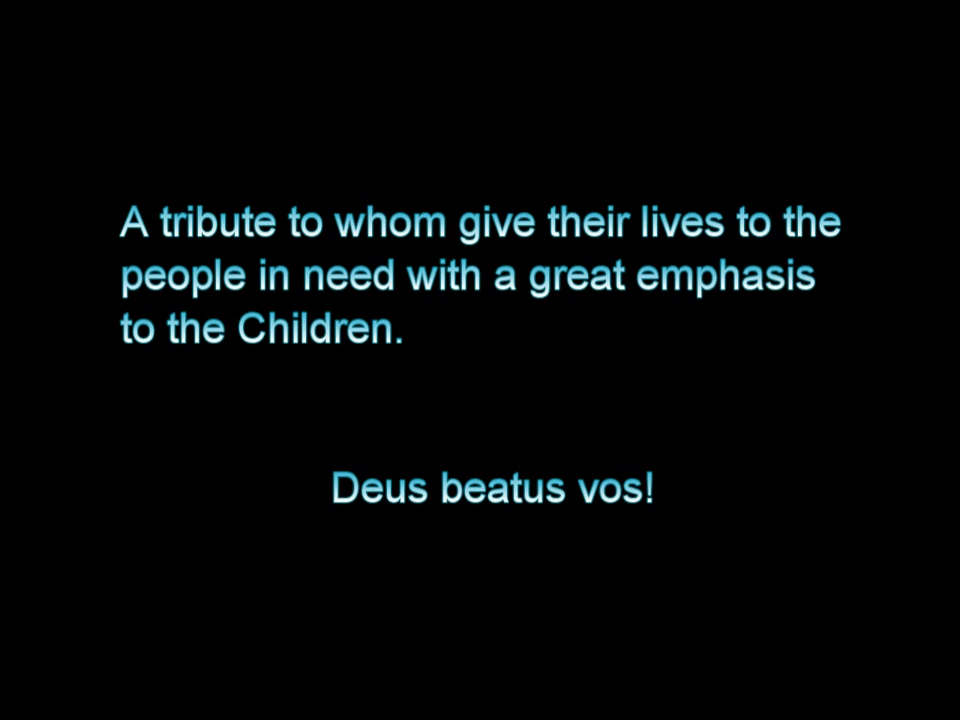 A tribute to whom give their lives to the
people in need with a great emphasis
to the Children.
Deus beatus vos!